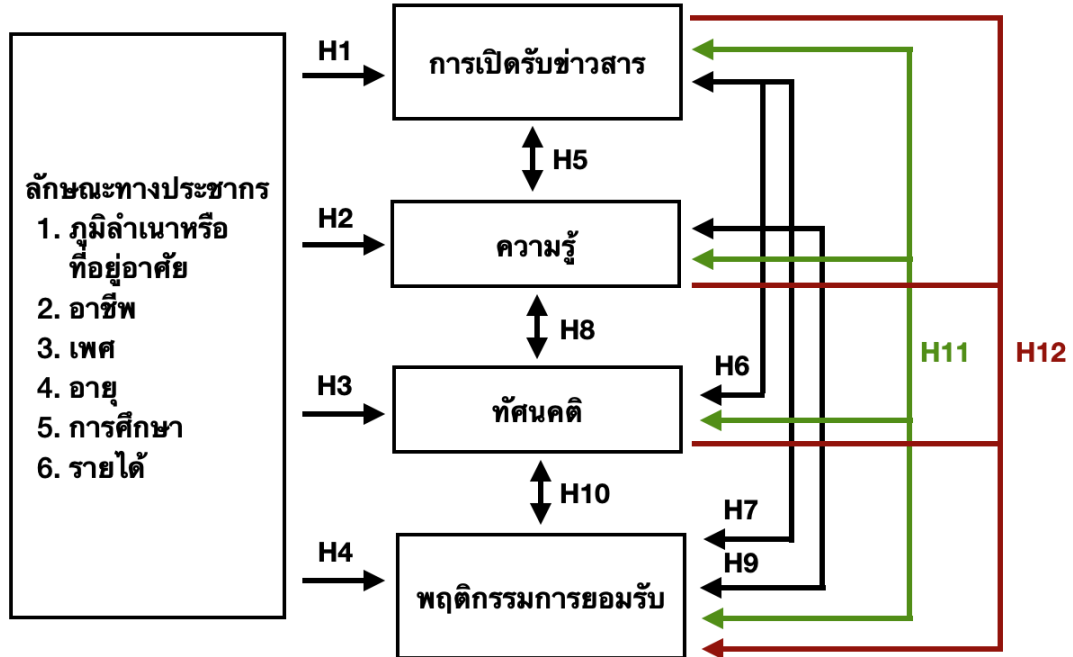 การเปิดรับข่าวสาร
H1
H5
ลักษณะทางประชากร
1. ภูมิลำเนาหรือ
ที่อยู่อาศัย
2. อาชีพ
3. เพศ
4. อายุ
5. การศึกษา
6. รายได้
H2
ความรู้
H8
H6
H11
H12
H3
ทัศนคติ
H10
H7
H9
H4
พฤติกรรมการยอมรับ